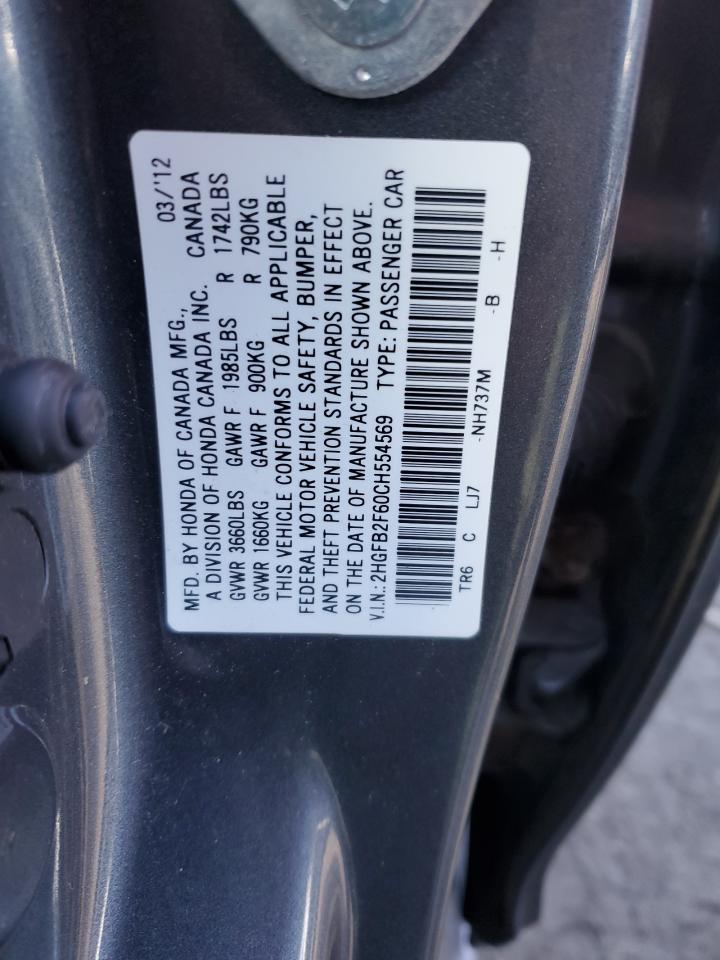 MFD. BY HONDA OF CANADA MFG., 03/'12
A DIVISION OF HONDA CANADA INC. CANADA
GVWR 3660LBS GAWR F 1985LBS R 1742LBS
GVWR 1660KG GAWR F 900KG R 790KG
THIS VEHICLE CONFORMS TO ALL APPLICABLE
FEDERAL MOTOR VEHICLE SAFETY, BUMPER,
AND THEFT PREVENTION STANDARDS IN EFFECT
ON THE DATE OF MANUFACTURE SHOWN ABOVE.
V.I.N.: 2HGFB2F60CH554569 TYPE: PASSENGER CAR
TR6 C LJ7 -NH737M -B -H